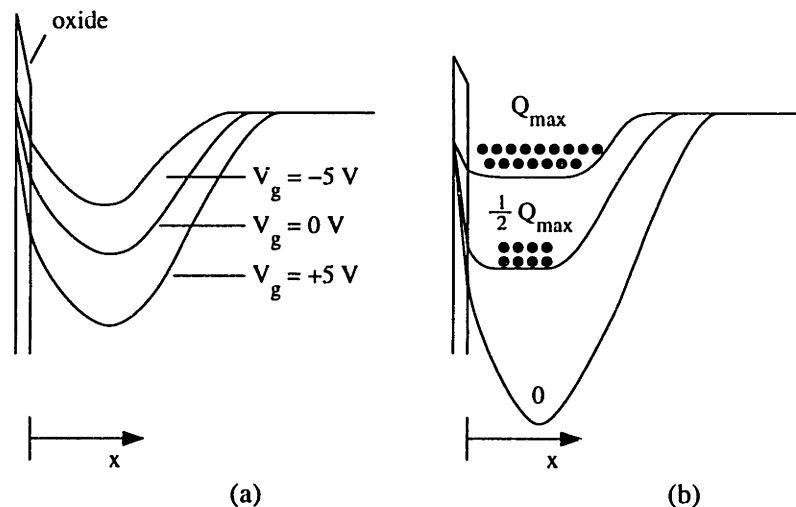 oxide
V_g = −5 V
V_g = 0 V
V_g = +5 V
x
(a)
Q_max
½ Q_max
0
x
(b)